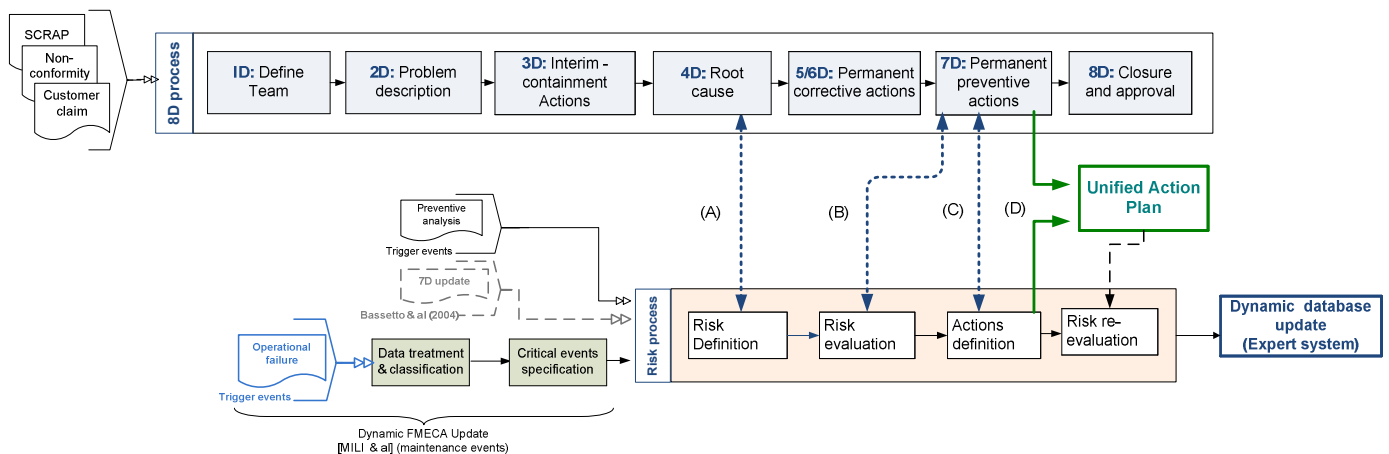 SCRAP
Non-
conformity
Customer
claim
8D process
1D: Define
Team
2D: Problem
description
3D: Interim -
containment
Actions
4D: Root
cause
5/6D: Permanent
corrective actions
7D: Permanent
preventive
actions
8D: Closure
and approval
(A)
(B)
(C)
(D)
Unified Action
Plan
Preventive
analysis
Trigger events
7D update
Bassetto & al (2004)
Operational
failure
Trigger events
Data treatment
& classification
Critical events
specification
Risk process
Risk
Definition
Risk
evaluation
Actions
definition
Risk re-
evaluation
Dynamic database
update
(Expert system)
Dynamic FMECA Update
[MILI & al] (maintenance events)